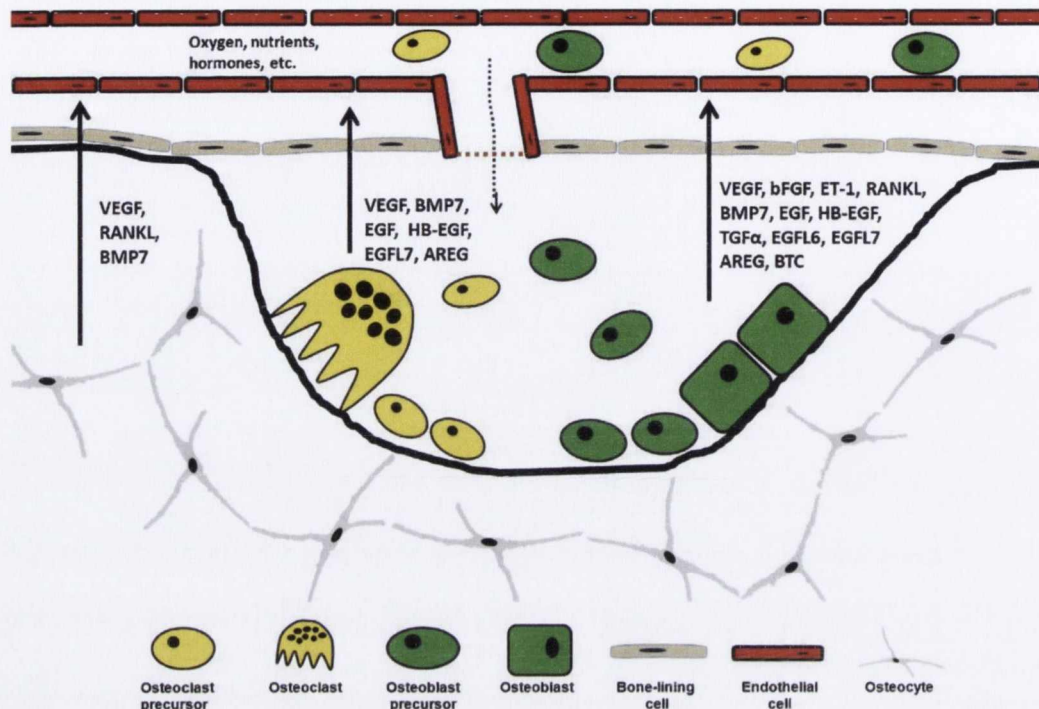 Oxygen, nutrients,
hormones, etc.
VEGF,
RANKL,
BMP7
VEGF, BMP7,
EGF, HB-EGF,
EGFL7, AREG
VEGF, bFGF, ET-1, RANKL,
BMP7, EGF, HB-EGF,
TGFα, EGFL6, EGFL7
AREG, BTC
Osteoclast
precursor
Osteoclast
Osteoblast
precursor
Osteoblast
Bone-lining
cell
Endothelial
cell
Osteocyte